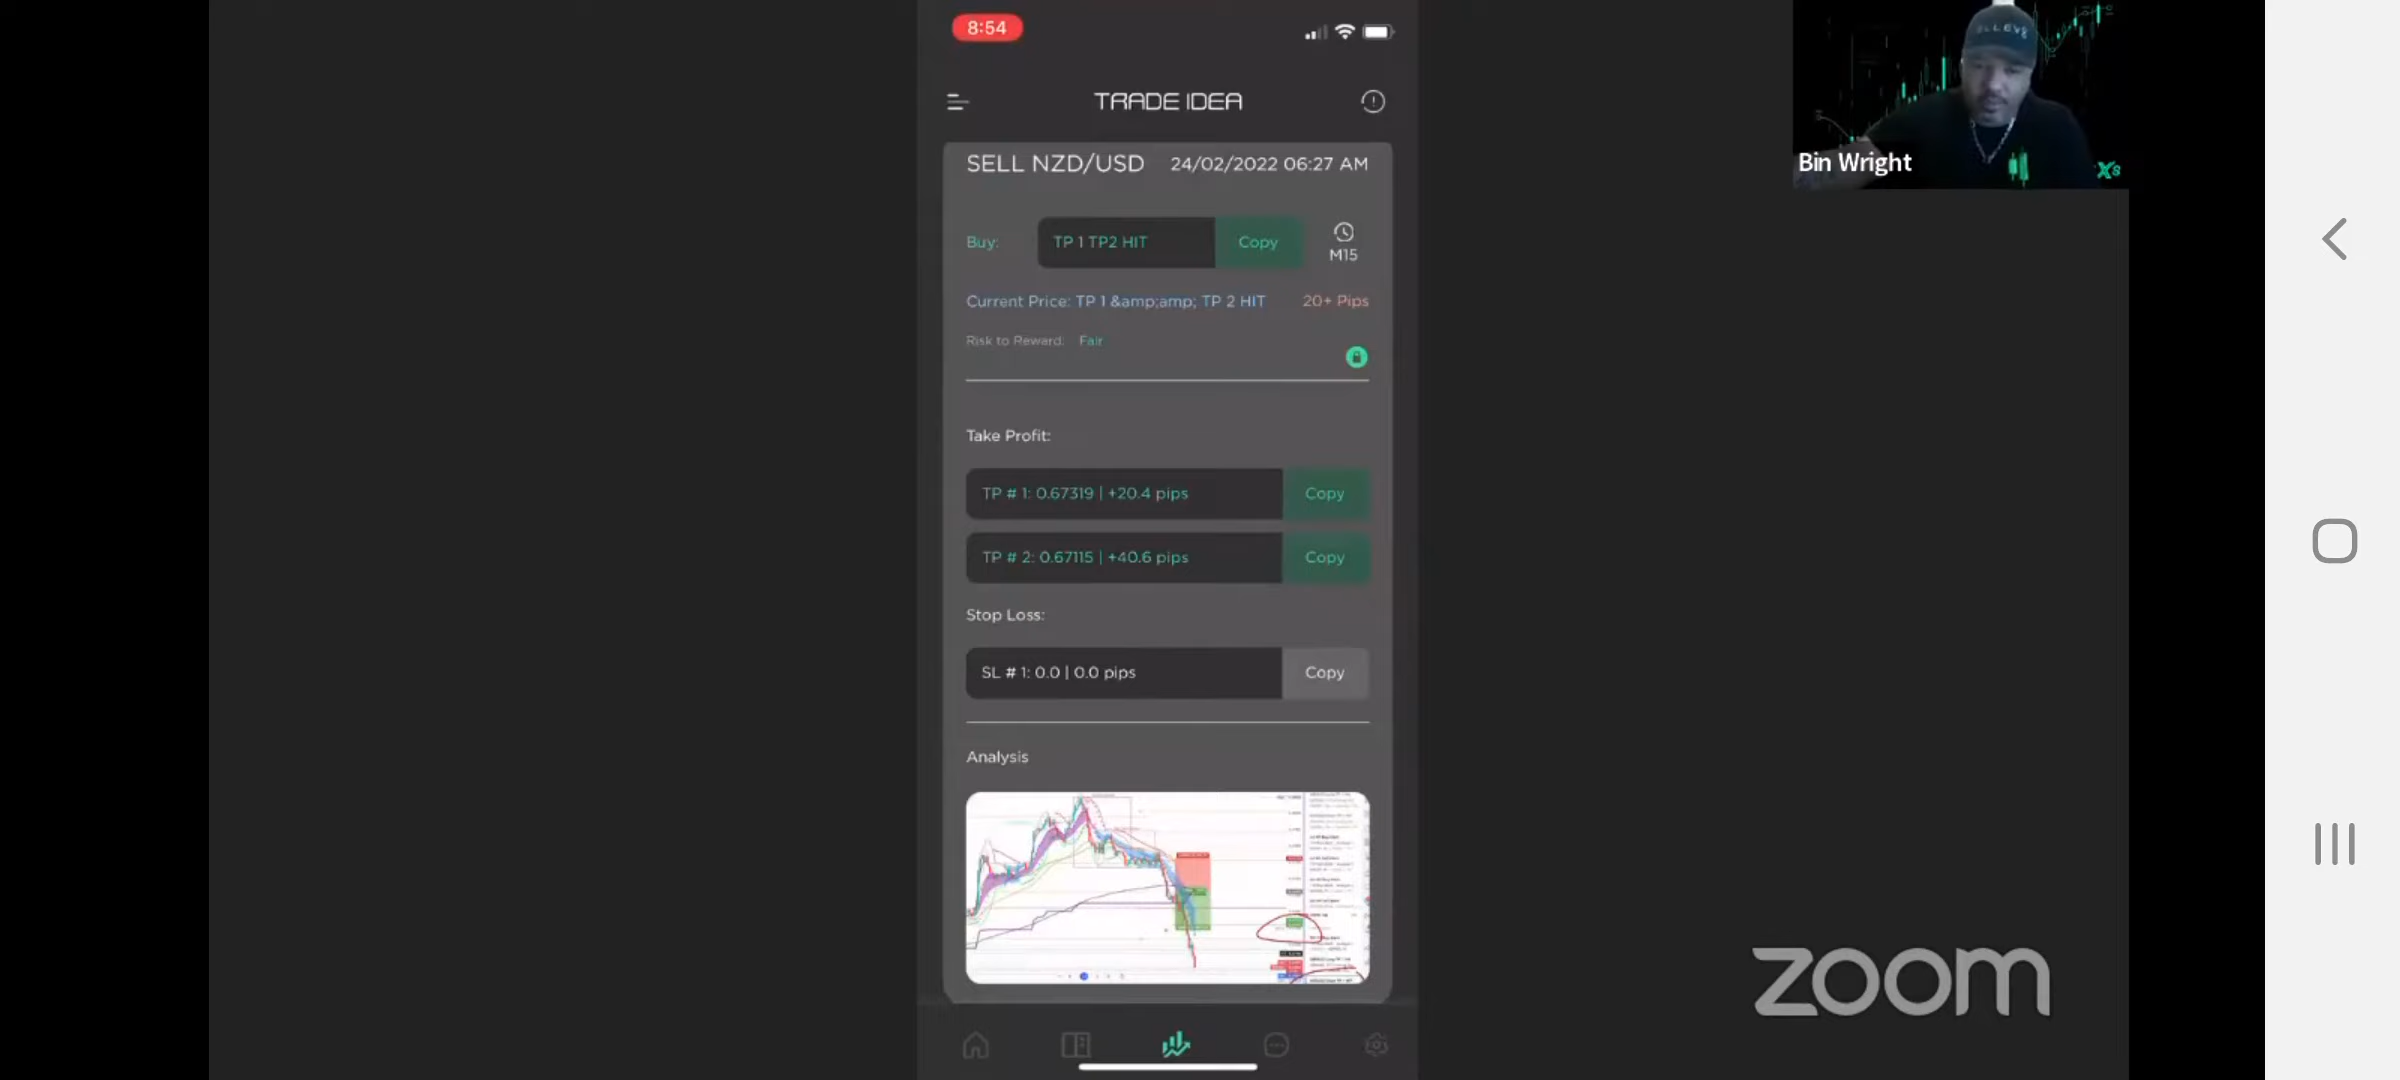 8:54
TRADE IDEA
SELL NZD/USD 24/02/2022 06:27 AM
Buy: TP 1 TP2 HIT Copy M15
Current Price: TP 1 &amp;amp; TP 2 HIT 20+ Pips
Risk to Reward: Fair
Take Profit:
TP # 1: 0.67319 | +20.4 pips Copy
TP # 2: 0.67115 | +40.6 pips Copy
Stop Loss:
SL # 1: 0.0 | 0.0 pips Copy
Analysis
Bin Wright
Xs
zoom